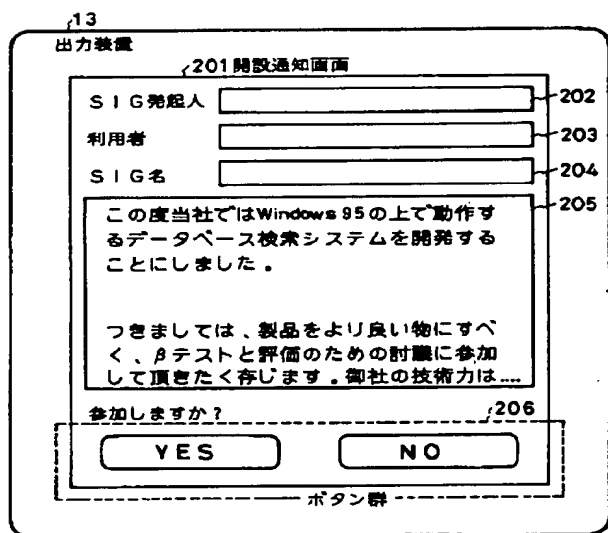 13
出力装置
201開設通知画面
SIG発起人
202
利用者
203
SIG名
204
この度当社ではWindows95の上で動作す
205
るデータベース検索システムを開発する
ことにしました。
つきましては、製品をより良い物にすべ
く、βテストと評価のための討議に参加
して頂きたく存じます。御社の技術力は....
参加しますか?
206
YES
NO
ボタン群